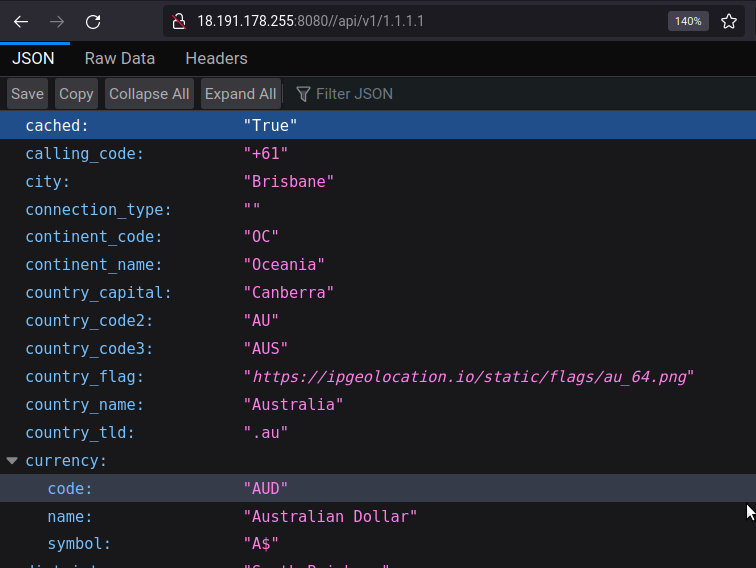 18.191.178.255:8080//api/v1/1.1.1.1 140%
JSON Raw Data Headers
Save Copy Collapse All Expand All Filter JSON
cached: "True"
calling_code: "+61"
city: "Brisbane"
connection_type: ""
continent_code: "OC"
continent_name: "Oceania"
country_capital: "Canberra"
country_code2: "AU"
country_code3: "AUS"
country_flag: "https://ipgeolocation.io/static/flags/au_64.png"
country_name: "Australia"
country_tld: ".au"
currency:
code: "AUD"
name: "Australian Dollar"
symbol: "A$"